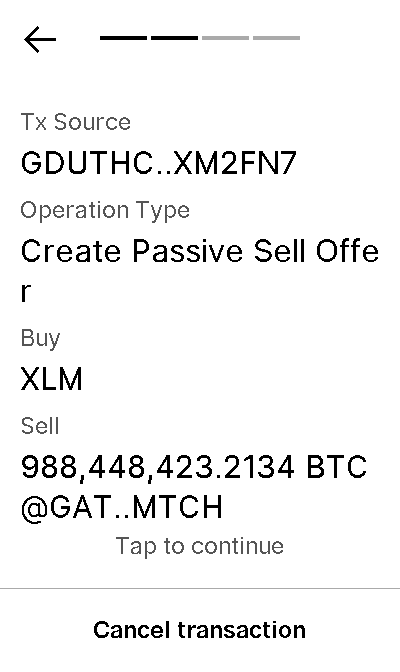 Tx Source
GDUTHC..XM2FN7
Operation Type
Create Passive Sell Offe
r
Buy
XLM
Sell
988,448,423.2134 BTC
@GAT..MTCH
Tap to continue
Cancel transaction